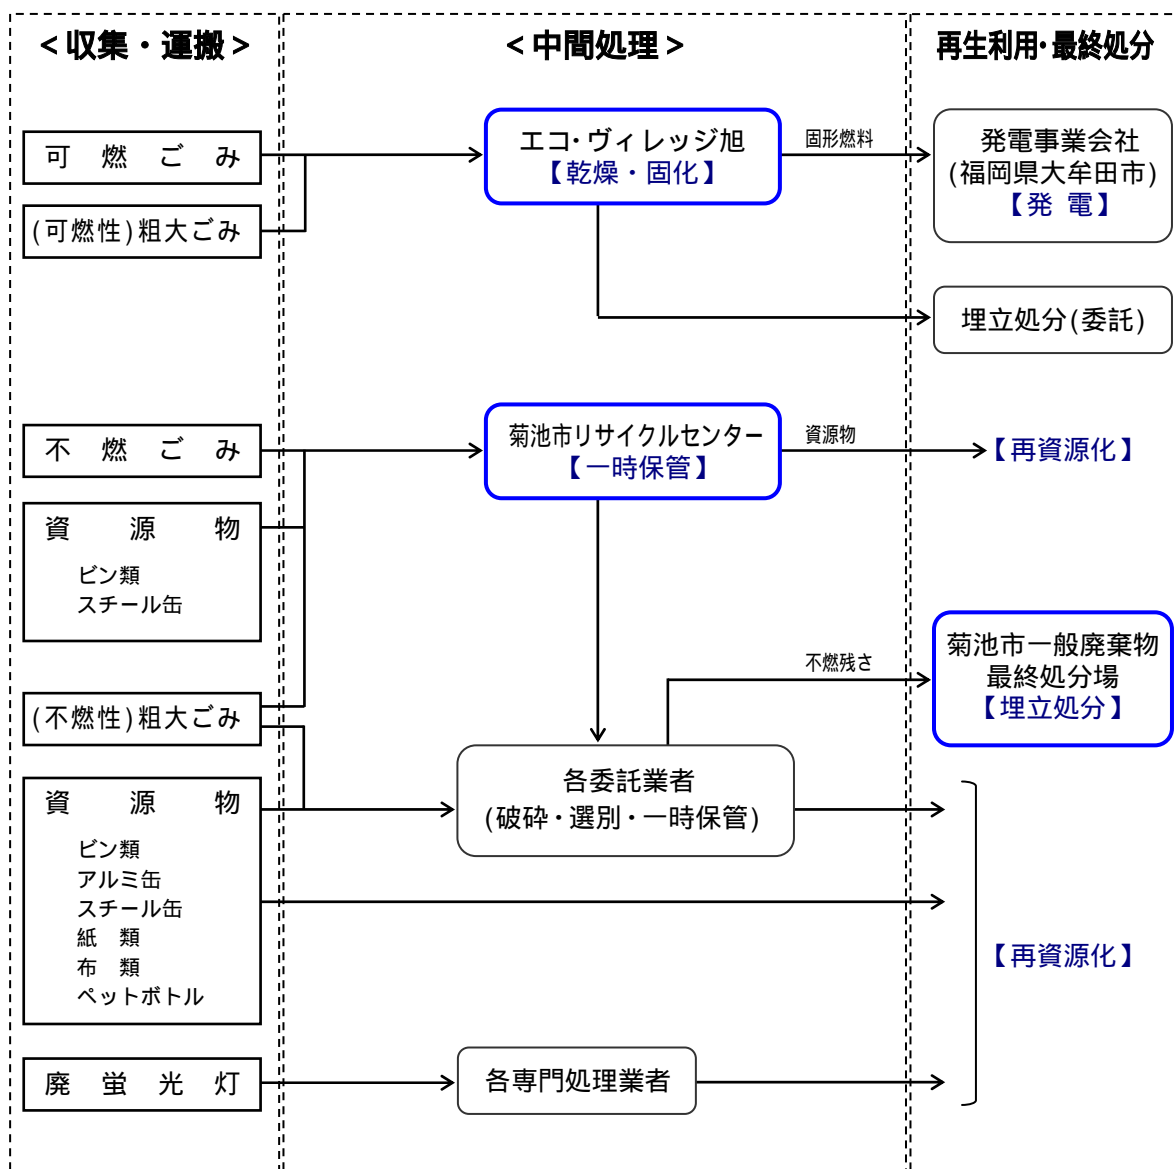 ＜収集・運搬＞
＜中間処理＞
再生利用・最終処分
可燃ごみ
(可燃性)粗大ごみ
エコ・ヴィレッジ旭
【乾燥・固化】
固形燃料
発電事業会社
(福岡県大牟田市)
【発 電】
埋立処分(委託)
不燃ごみ
菊池市リサイクルセンター
【一時保管】
資源物
【再資源化】
資源物
ビン類
スチール缶
(不燃性)粗大ごみ
不燃残さ
菊池市一般廃棄物
最終処分場
【埋立処分】
各委託業者
(破砕・選別・一時保管)
資源物
ビン類
アルミ缶
スチール缶
紙　類
布　類
ペットボトル
【再資源化】
廃蛍光灯
各専門処理業者